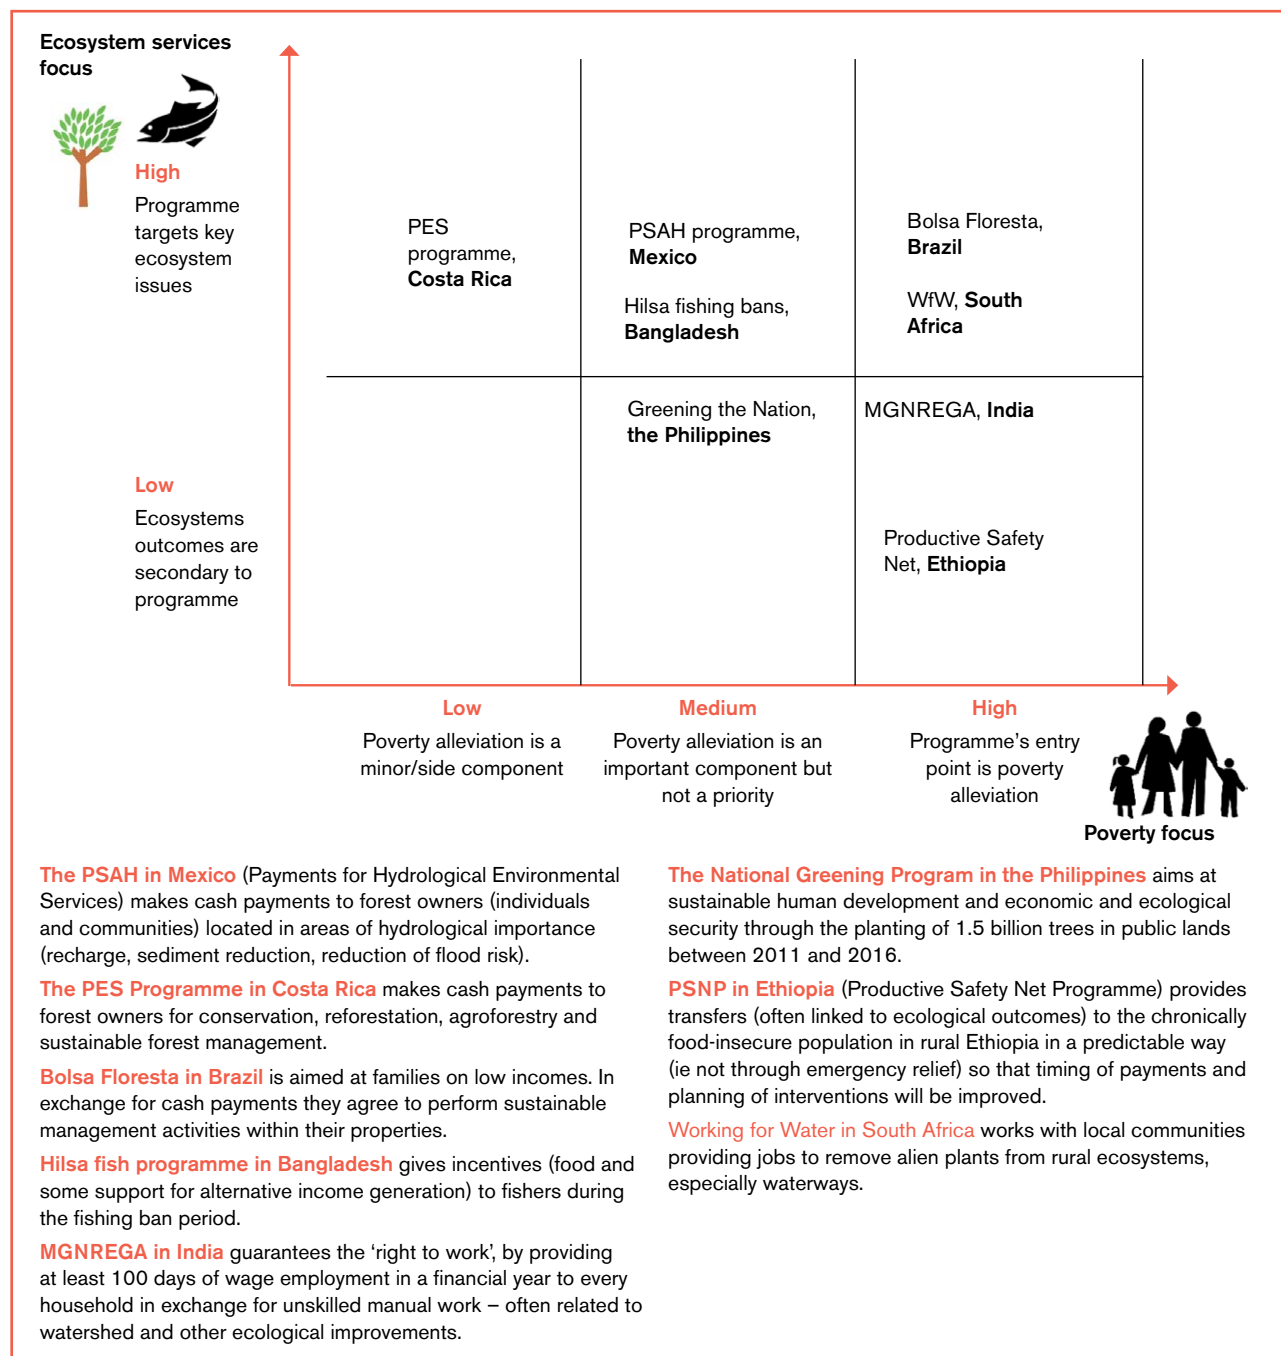 Ecosystem services
focus
High
Programme
targets key
ecosystem
issues
PES
programme,
Costa Rica
PSAH programme,
Mexico
Hilsa fishing bans,
Bangladesh
Bolsa Floresta,
Brazil
WfW, South
Africa
Greening the Nation,
the Philippines
MGNREGA, India
Low
Ecosystems
outcomes are
secondary to
programme
Productive Safety
Net, Ethiopia
Low
Poverty alleviation is a
minor/side component
Medium
Poverty alleviation is an
important component but
not a priority
High
Programme's entry
point is poverty
alleviation
Poverty focus
The PSAH in Mexico (Payments for Hydrological Environmental
Services) makes cash payments to forest owners (individuals
and communities) located in areas of hydrological importance
(recharge, sediment reduction, reduction of flood risk).
The PES Programme in Costa Rica makes cash payments to
forest owners for conservation, reforestation, agroforestry and
sustainable forest management.
Bolsa Floresta in Brazil is aimed at families on low incomes. In
exchange for cash payments they agree to perform sustainable
management activities within their properties.
Hilsa fish programme in Bangladesh gives incentives (food and
some support for alternative income generation) to fishers during
the fishing ban period.
MGNREGA in India guarantees the ‘right to work’, by providing
at least 100 days of wage employment in a financial year to every
household in exchange for unskilled manual work – often related to
watershed and other ecological improvements.
The National Greening Program in the Philippines aims at
sustainable human development and economic and ecological
security through the planting of 1.5 billion trees in public lands
between 2011 and 2016.
PSNP in Ethiopia (Productive Safety Net Programme) provides
transfers (often linked to ecological outcomes) to the chronically
food-insecure population in rural Ethiopia in a predictable way
(ie not through emergency relief) so that timing of payments and
planning of interventions will be improved.
Working for Water in South Africa works with local communities
providing jobs to remove alien plants from rural ecosystems,
especially waterways.